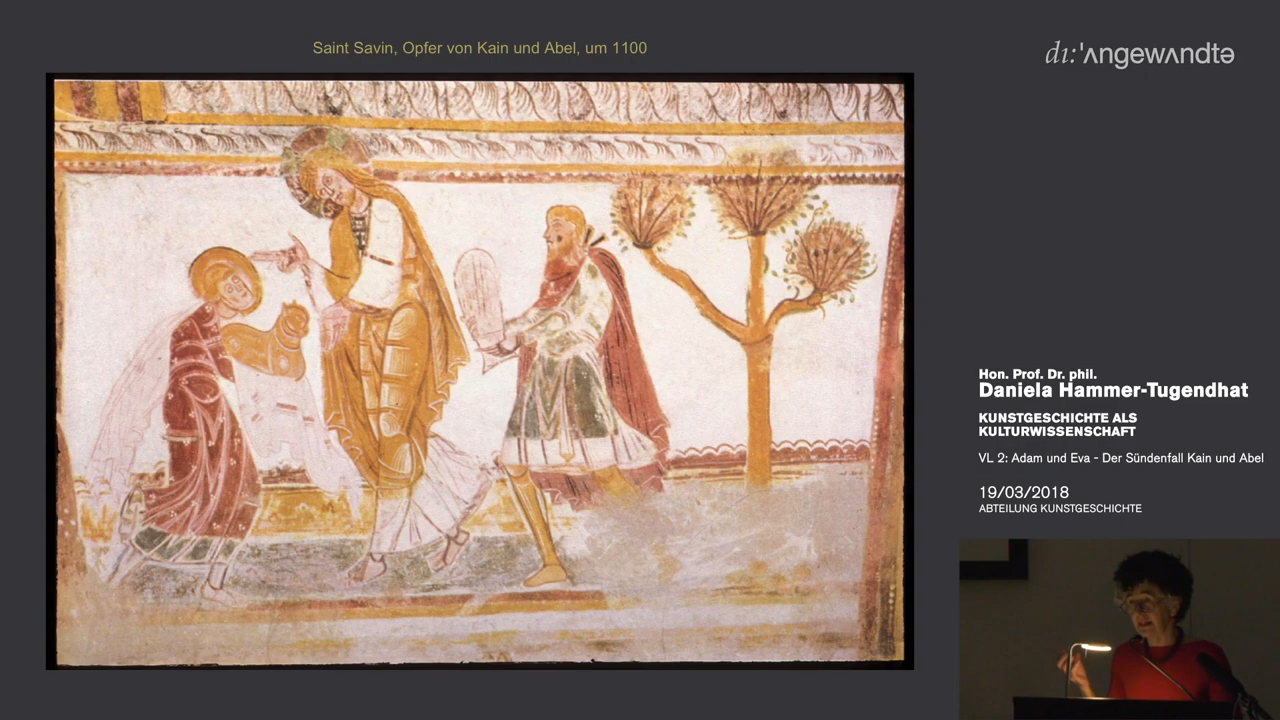 Saint Savin, Opfer von Kain und Abel, um 1100
dı:ˈʌngewʌndtə
Hon. Prof. Dr. phil.
Daniela Hammer-Tugendhat
KUNSTGESCHICHTE ALS
KULTURWISSENSCHAFT
VL 2: Adam und Eva - Der Sündenfall Kain und Abel
19/03/2018
ABTEILUNG KUNSTGESCHICHTE